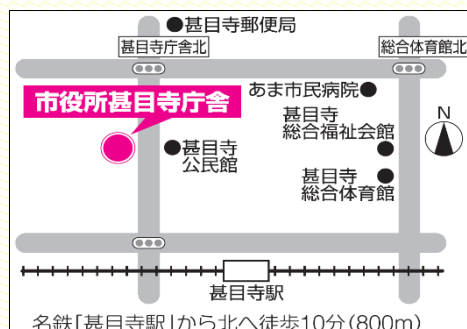 甚目寺郵便局
甚目寺庁舎北
総合体育館北
あま市民病院
市役所甚目寺庁舎
甚目寺
総合福祉会館
N
甚目寺
公民館
甚目寺
総合体育館
甚目寺駅
名鉄「甚目寺駅」から北へ徒歩10分(800m)